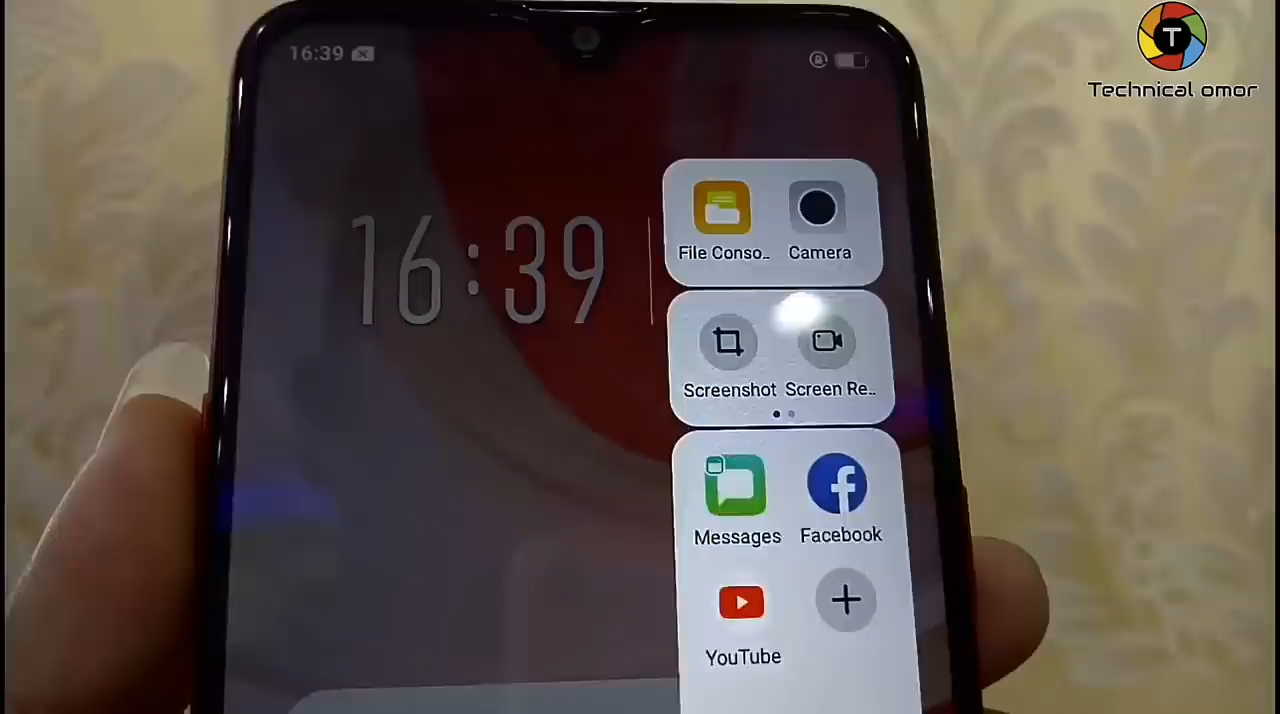 T
Technical omor
16:39
16:39
File Conso..
Camera
Screenshot
Screen Re..
Messages
Facebook
YouTube